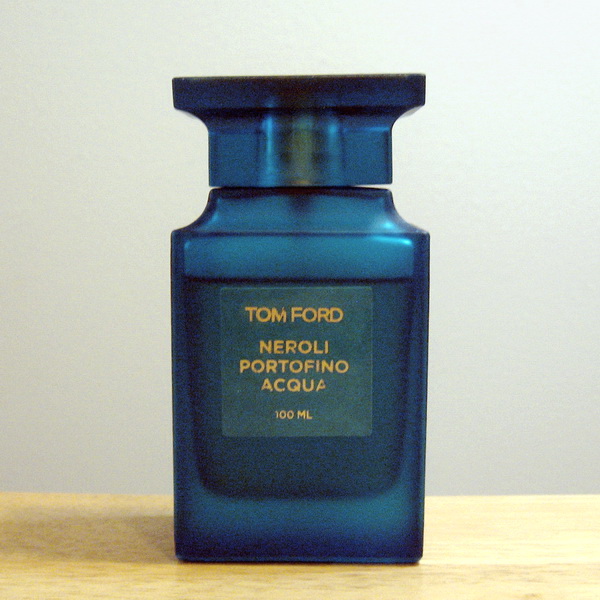 TOM FORD
NEROLI
PORTOFINO
ACQUA
100 ML